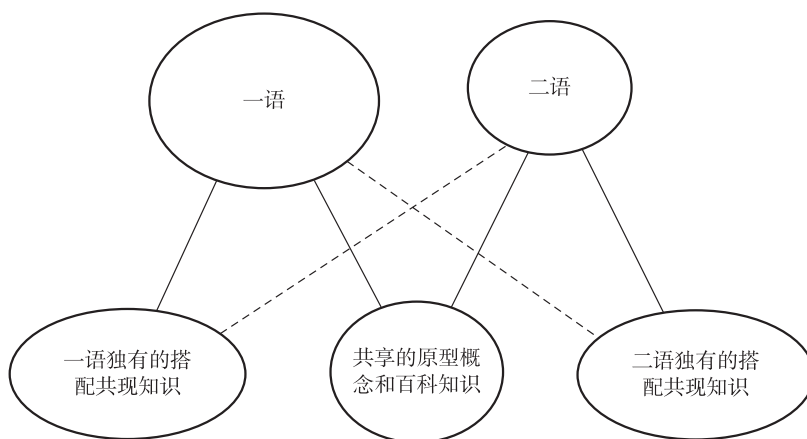 一语
二语
一语独有的搭
配共现知识
共享的原型概
念和百科知识
二语独有的搭
配共现知识